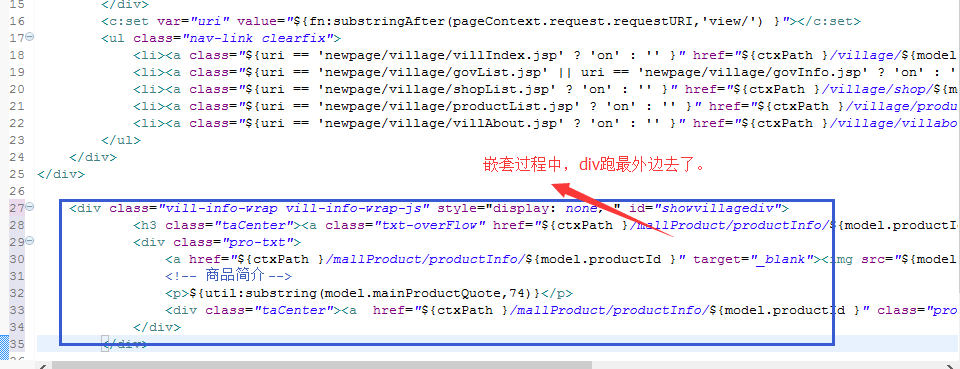 15 </div>
16 <c:set var="uri" value="${fn:substringAfter(pageContext.request.requestURI,'view/') }"></c:set>
17 <ul class="nav-link clearfix">
18 <li><a class="${uri == 'newpage/village/villIndex.jsp' ? 'on' : '' }" href="${ctxPath }/village/${model
19 <li><a class="${uri == 'newpage/village/govList.jsp' || uri == 'newpage/village/govInfo.jsp' ? 'on' : '
20 <li><a class="${uri == 'newpage/village/shopList.jsp' ? 'on' : '' }" href="${ctxPath }/village/shop/${m
21 <li><a class="${uri == 'newpage/village/productList.jsp' ? 'on' : '' }" href="${ctxPath }/village/produ
22 <li><a class="${uri == 'newpage/village/villAbout.jsp' ? 'on' : '' }" href="${ctxPath }/village/villabo
23 </ul>
24 </div>
嵌套过程中，div跑最外边去了。
25 </div>
26
27 <div class="vill-info-wrap vill-info-wrap-js" style="display: none; " id="showvillagediv">
28 <h3 class="taCenter"><a class="txt-overFlow" href="${ctxPath }/mallProduct/productInfo/${model.productI
29 <div class="pro-txt">
30 <a href="${ctxPath }/mallProduct/productInfo/${model.productId }" target="_blank"><img src="${model.
31 <!-- 商品简介 -->
32 <p>${util:substring(model.mainProductQuote,74)}</p>
33 <div class="taCenter"><a href="${ctxPath }/mallProduct/productInfo/${model.productId }" class="pro
34 </div>
35 </div>